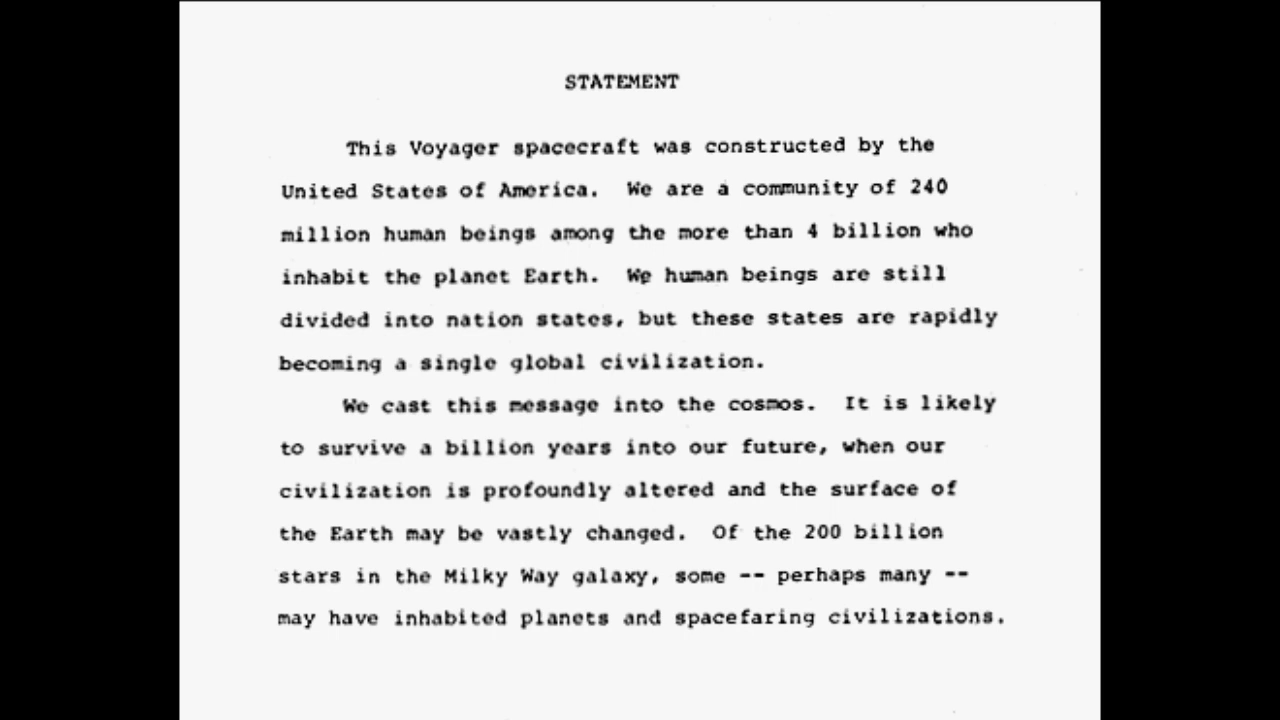 STATEMENT
This Voyager spacecraft was constructed by the
United States of America. We are a community of 240
million human beings among the more than 4 billion who
inhabit the planet Earth. We human beings are still
divided into nation states, but these states are rapidly
becoming a single global civilization.
We cast this message into the cosmos. It is likely
to survive a billion years into our future, when our
civilization is profoundly altered and the surface of
the Earth may be vastly changed. Of the 200 billion
stars in the Milky Way galaxy, some -- perhaps many --
may have inhabited planets and spacefaring civilizations.